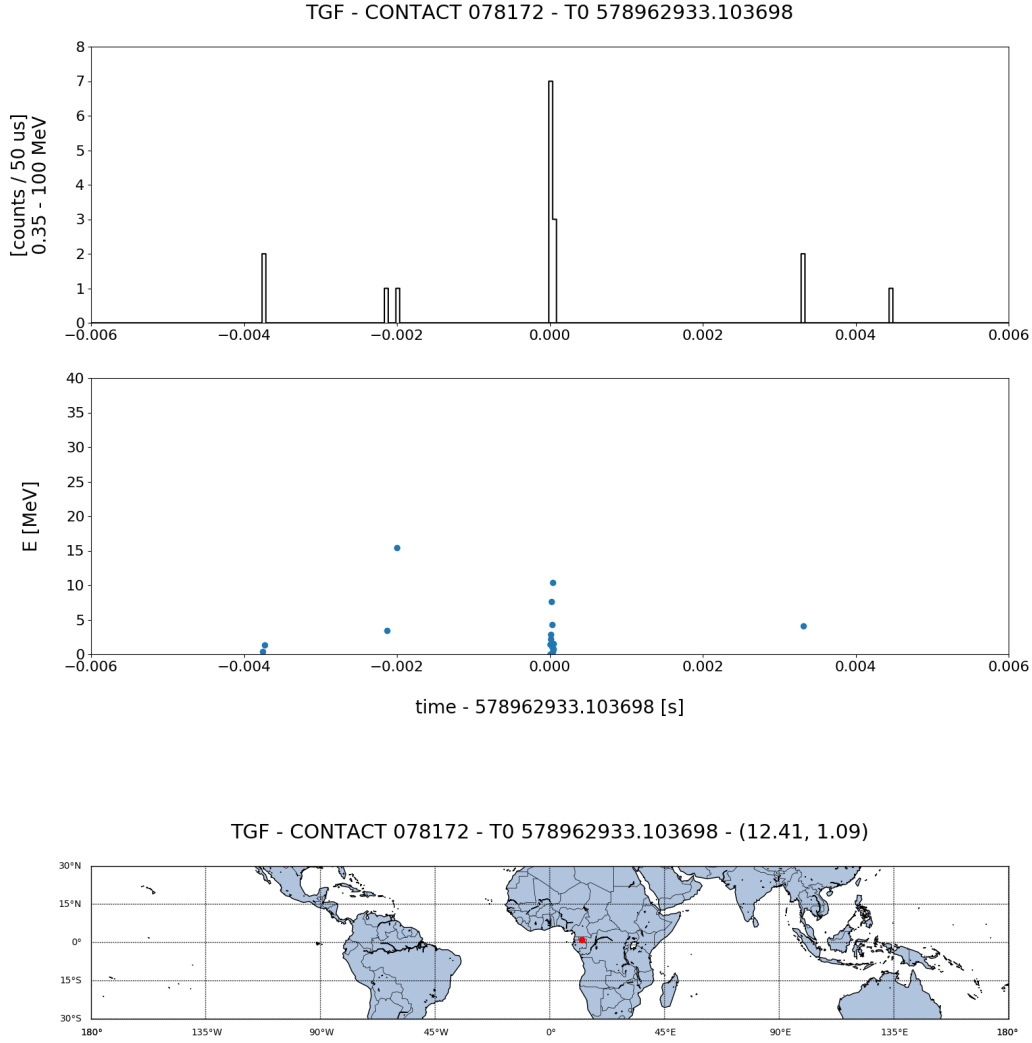 TGF - CONTACT 078172 - T0 578962933.103698
8
7
6
5
4
3
2
1
0
[counts / 50 us]
0.35 - 100 MeV
−0.006 −0.004 −0.002 0.000 0.002 0.004 0.006
40
35
30
25
20
15
10
5
0
E [MeV]
−0.006 −0.004 −0.002 0.000 0.002 0.004 0.006
time - 578962933.103698 [s]
TGF - CONTACT 078172 - T0 578962933.103698 - (12.41, 1.09)
30°N
15°N
0°
15°S
30°S
180° 135°W 90°W 45°W 0° 45°E 90°E 135°E 180°